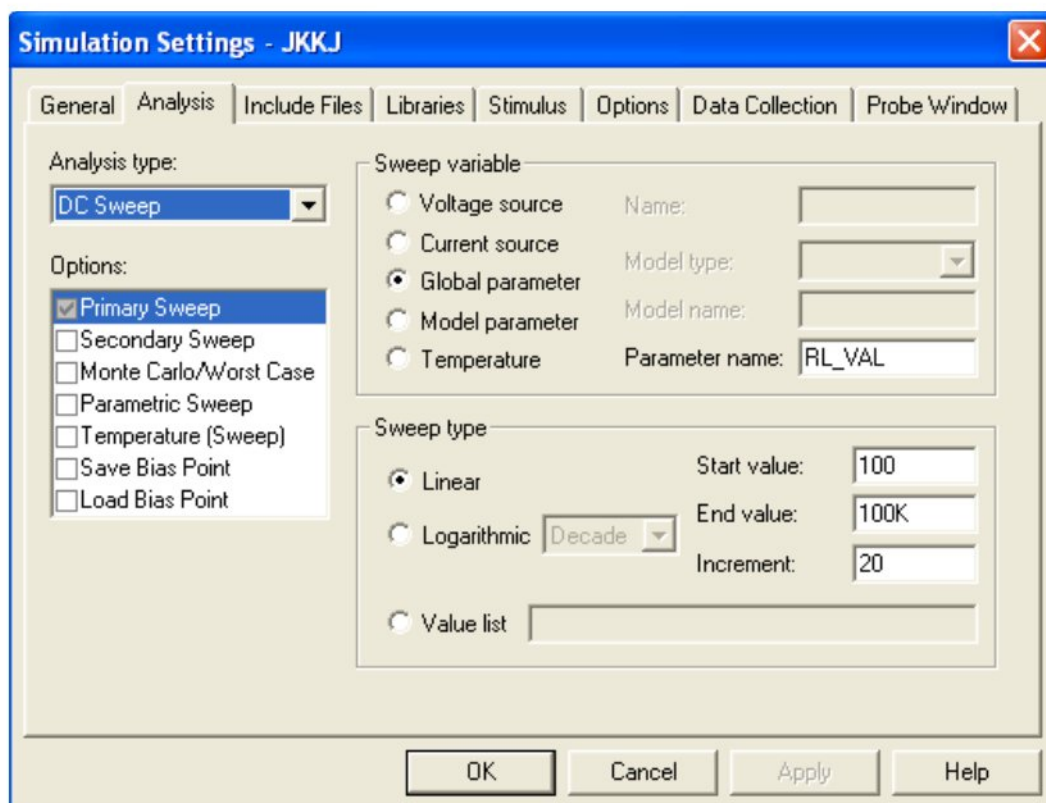 Simulation Settings - JKKJ
General Analysis Include Files Libraries Stimulus Options Data Collection Probe Window
Analysis type:
DC Sweep
Options:
Primary Sweep
Secondary Sweep
Monte Carlo/Worst Case
Parametric Sweep
Temperature (Sweep)
Save Bias Point
Load Bias Point
Sweep variable
Voltage source
Current source
Global parameter
Model parameter
Temperature
Name:
Model type:
Model name:
Parameter name: RL_VAL
Sweep type
Linear
Logarithmic Decade
Value list
Start value: 100
End value: 100K
Increment: 20
OK Cancel Apply Help